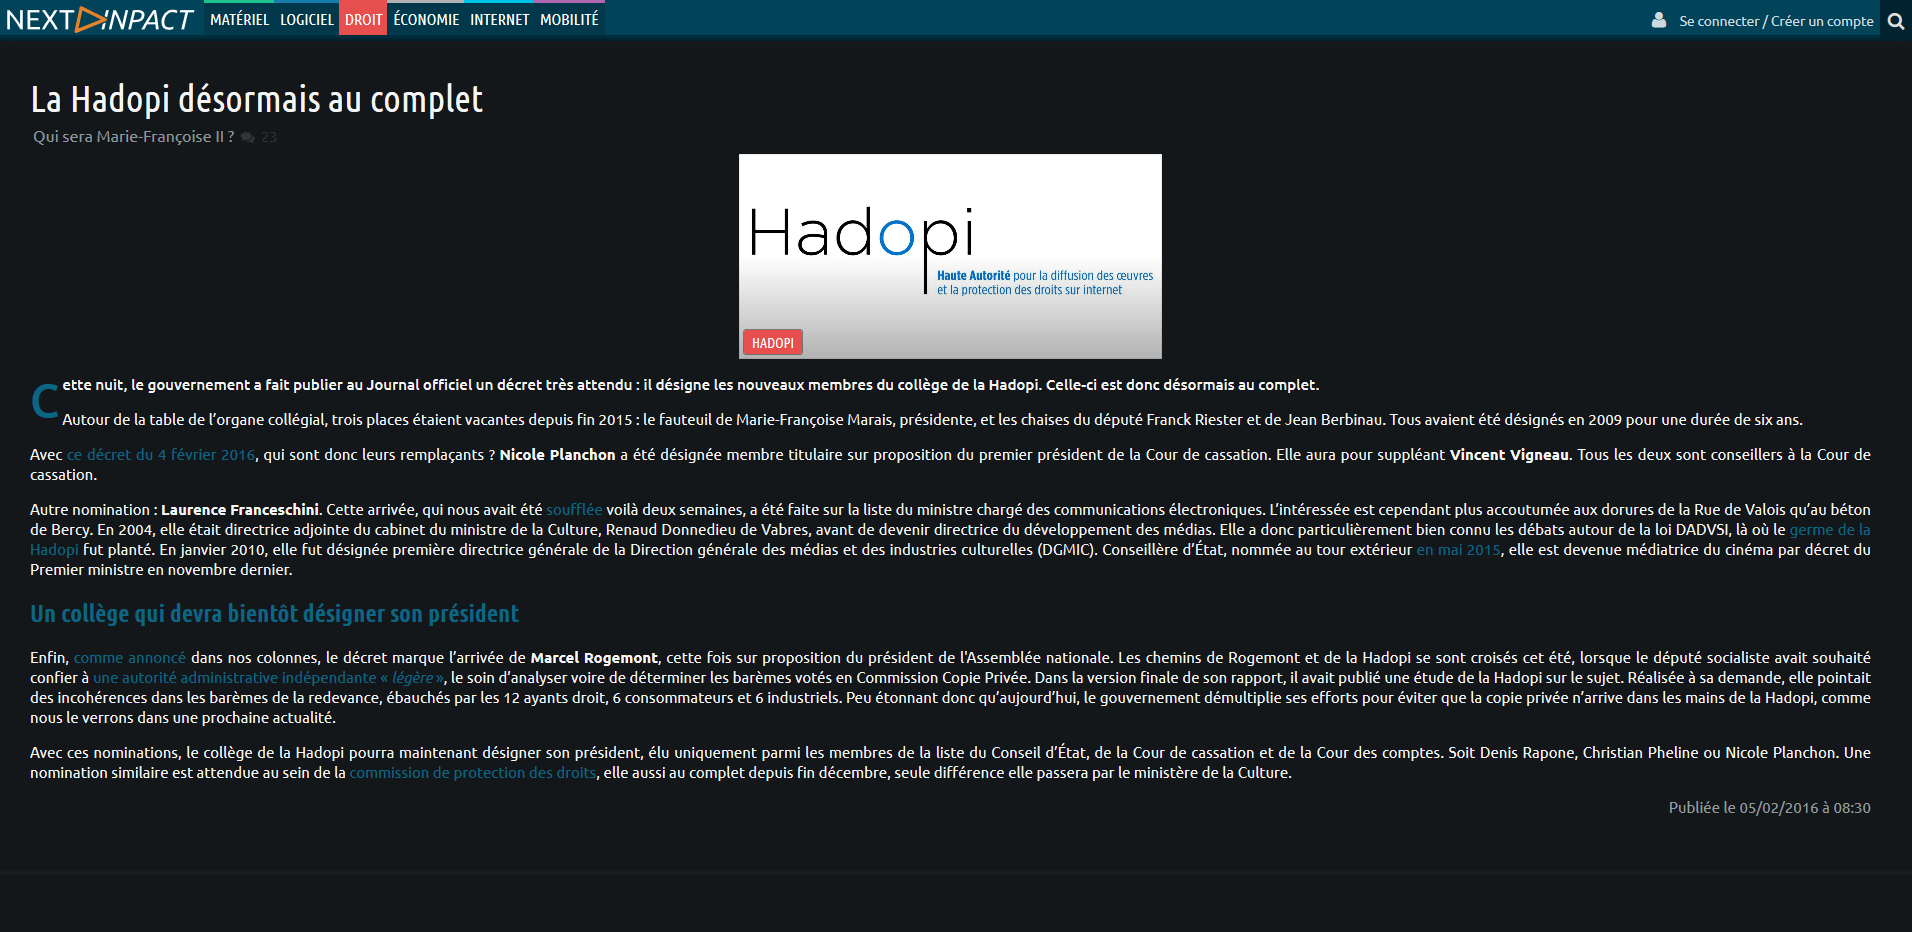 NEXT INPACT MATÉRIEL LOGICIEL DROIT ÉCONOMIE INTERNET MOBILITÉ Se connecter / Créer un compte
La Hadopi désormais au complet
Qui sera Marie-Françoise II ? 23
Hadopi
Haute Autorité pour la diffusion des œuvres
et la protection des droits sur internet
HADOPI
Cette nuit, le gouvernement a fait publier au Journal officiel un décret très attendu : il désigne les nouveaux membres du collège de la Hadopi. Celle-ci est donc désormais au complet.
Autour de la table de l’organe collégial, trois places étaient vacantes depuis fin 2015 : le fauteuil de Marie-Françoise Marais, présidente, et les chaises du député Franck Riester et de Jean Berbinau. Tous avaient été désignés en 2009 pour une durée de six ans.
Avec ce décret du 4 février 2016, qui sont donc leurs remplaçants ? Nicole Planchon a été désignée membre titulaire sur proposition du premier président de la Cour de cassation. Elle aura pour suppléant Vincent Vigneau. Tous les deux sont conseillers à la Cour de
cassation.
Autre nomination : Laurence Franceschini. Cette arrivée, qui nous avait été soufflée voilà deux semaines, a été faite sur la liste du ministre chargé des communications électroniques. L’intéressée est cependant plus accoutumée aux dorures de la Rue de Valois qu’au béton
de Bercy. En 2004, elle était directrice adjointe du cabinet du ministre de la Culture, Renaud Donnedieu de Vabres, avant de devenir directrice du développement des médias. Elle a donc particulièrement bien connu les débats autour de la loi DADVSI, là où le germe de la
Hadopi fut planté. En janvier 2010, elle fut désignée première directrice générale de la Direction générale des médias et des industries culturelles (DGMIC). Conseillère d’État, nommée au tour extérieur en mai 2015, elle est devenue médiatrice du cinéma par décret du
Premier ministre en novembre dernier.
Un collège qui devra bientôt désigner son président
Enfin, comme annoncé dans nos colonnes, le décret marque l’arrivée de Marcel Rogemont, cette fois sur proposition du président de l'Assemblée nationale. Les chemins de Rogemont et de la Hadopi se sont croisés cet été, lorsque le député socialiste avait souhaité
confier à une autorité administrative indépendante « légère », le soin d’analyser voire de déterminer les barèmes votés en Commission Copie Privée. Dans la version finale de son rapport, il avait publié une étude de la Hadopi sur le sujet. Réalisée à sa demande, elle pointait
des incohérences dans les barèmes de la redevance, ébauchés par les 12 ayants droit, 6 consommateurs et 6 industriels. Peu étonnant donc qu’aujourd’hui, le gouvernement démultiplie ses efforts pour éviter que la copie privée n’arrive dans les mains de la Hadopi, comme
nous le verrons dans une prochaine actualité.
Avec ces nominations, le collège de la Hadopi pourra maintenant désigner son président, élu uniquement parmi les membres de la liste du Conseil d’État, de la Cour de cassation et de la Cour des comptes. Soit Denis Rapone, Christian Pheline ou Nicole Planchon. Une
nomination similaire est attendue au sein de la commission de protection des droits, elle aussi au complet depuis fin décembre, seule différence elle passera par le ministère de la Culture.
Publiée le 05/02/2016 à 08:30